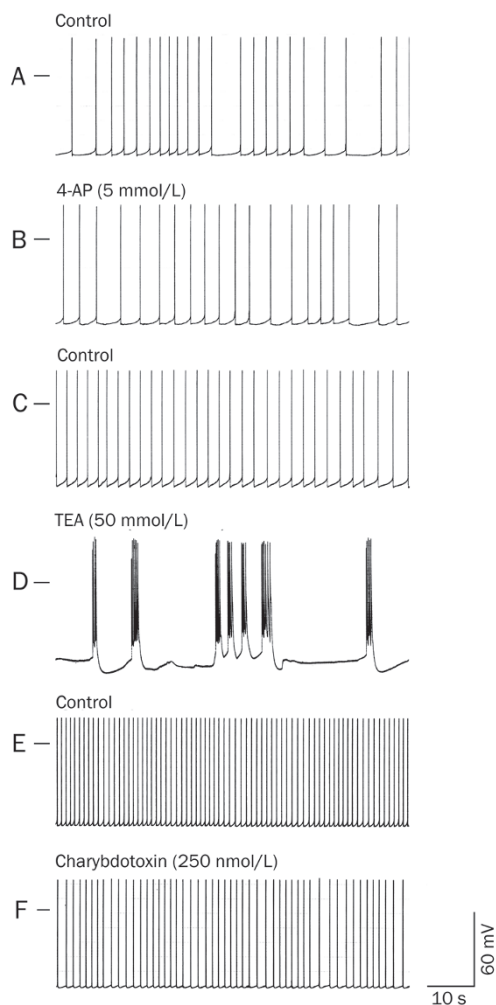 Control
A
4-AP (5 mmol/L)
B
Control
C
TEA (50 mmol/L)
D
Control
E
Charybdotoxin (250 nmol/L)
F
60 mV
10 s